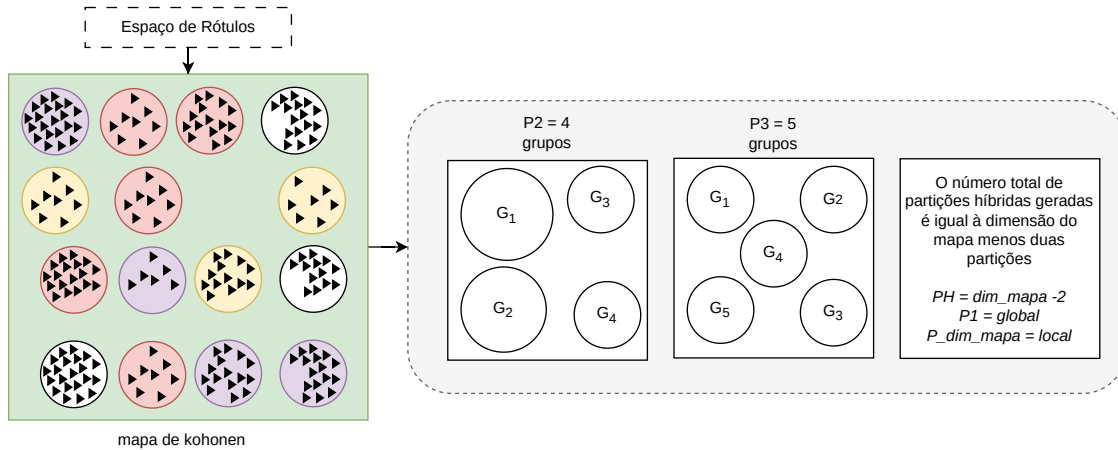 Espaço de Rótulos
mapa de kohonen
P2 = 4
grupos
G1
G3
G2
G4
P3 = 5
grupos
G1
G2
G4
G5
G3
O número total de
partições híbridas geradas
é igual à dimensão do
mapa menos duas
partições
PH = dim_mapa -2
P1 = global
P_dim_mapa = local